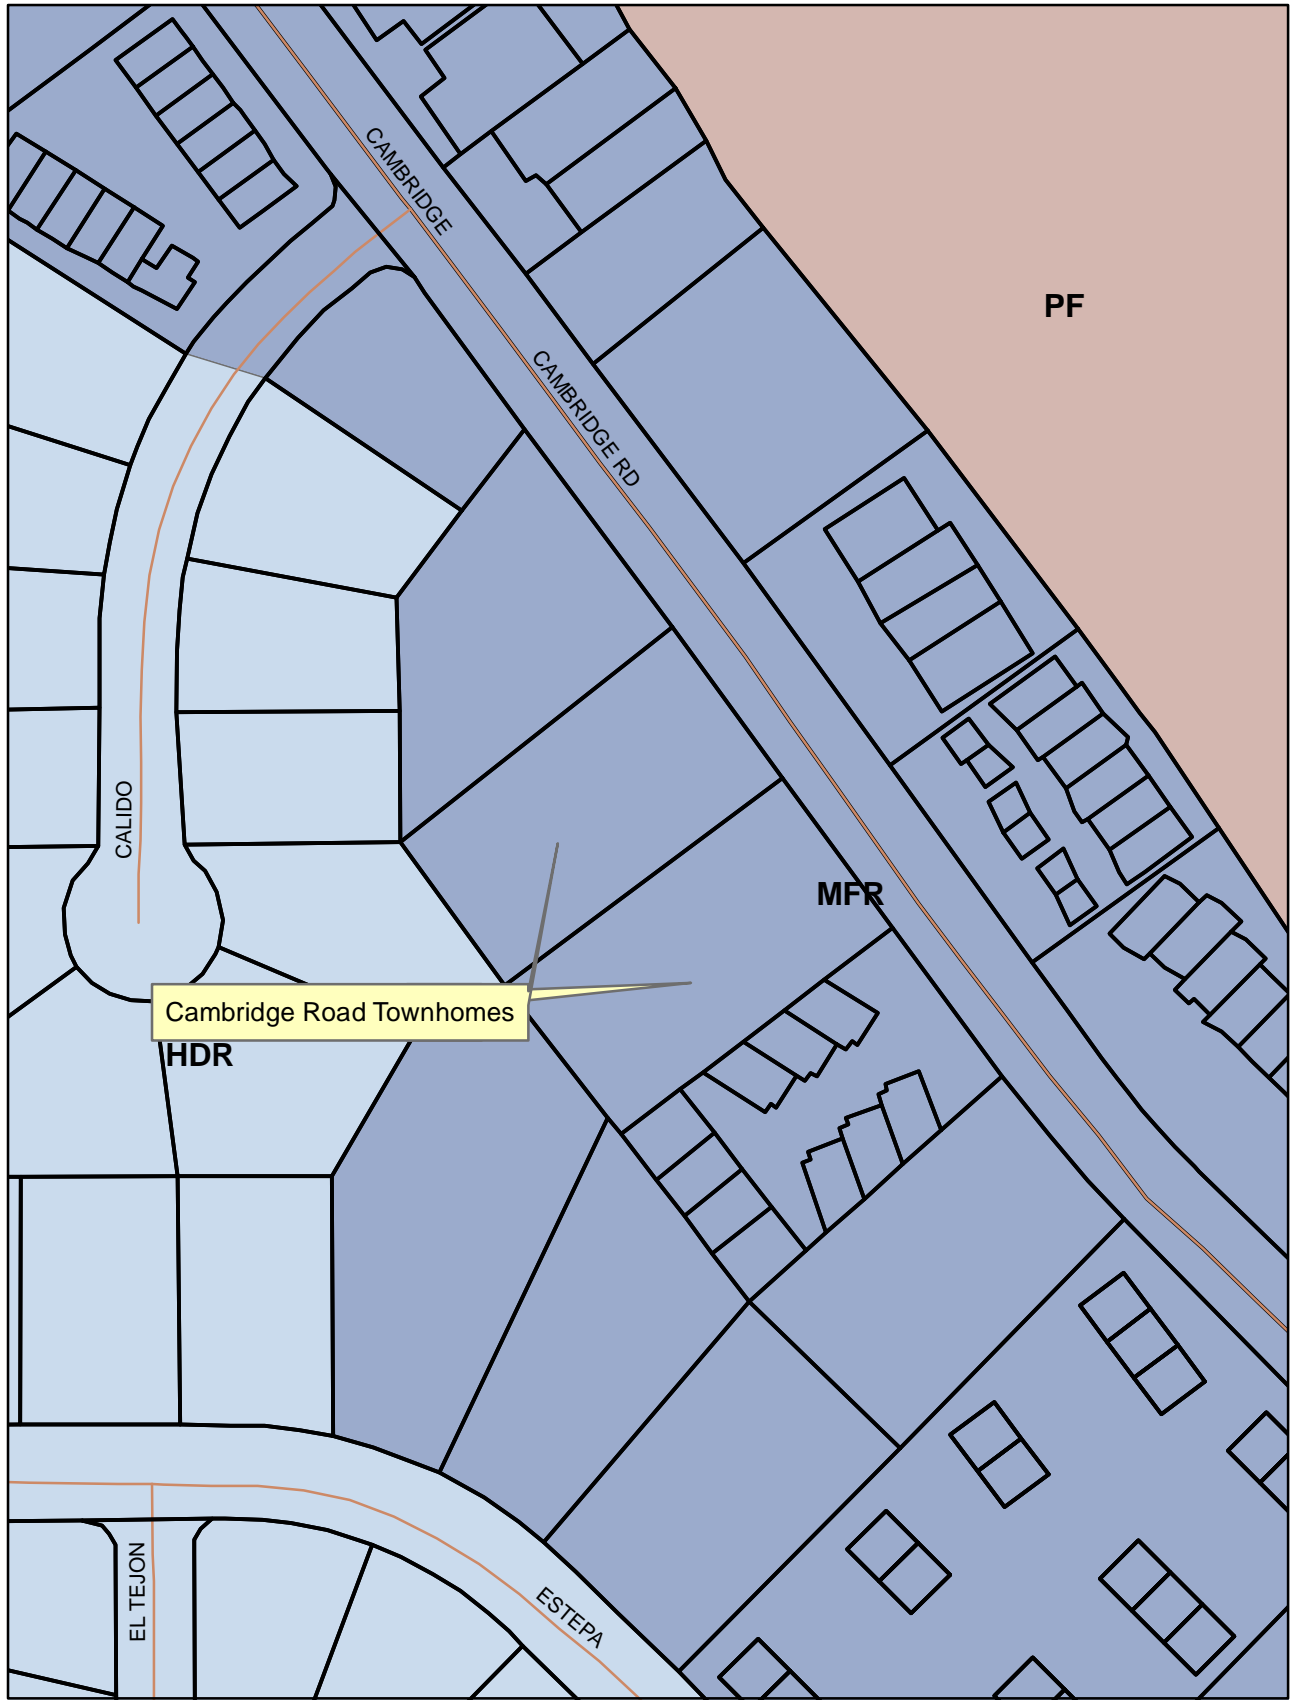 CAMBRIDGE
PF
CAMBRIDGE RD
CALIDO
MFR
Cambridge Road Townhomes
HDR
EL TEJON
ESTEPA